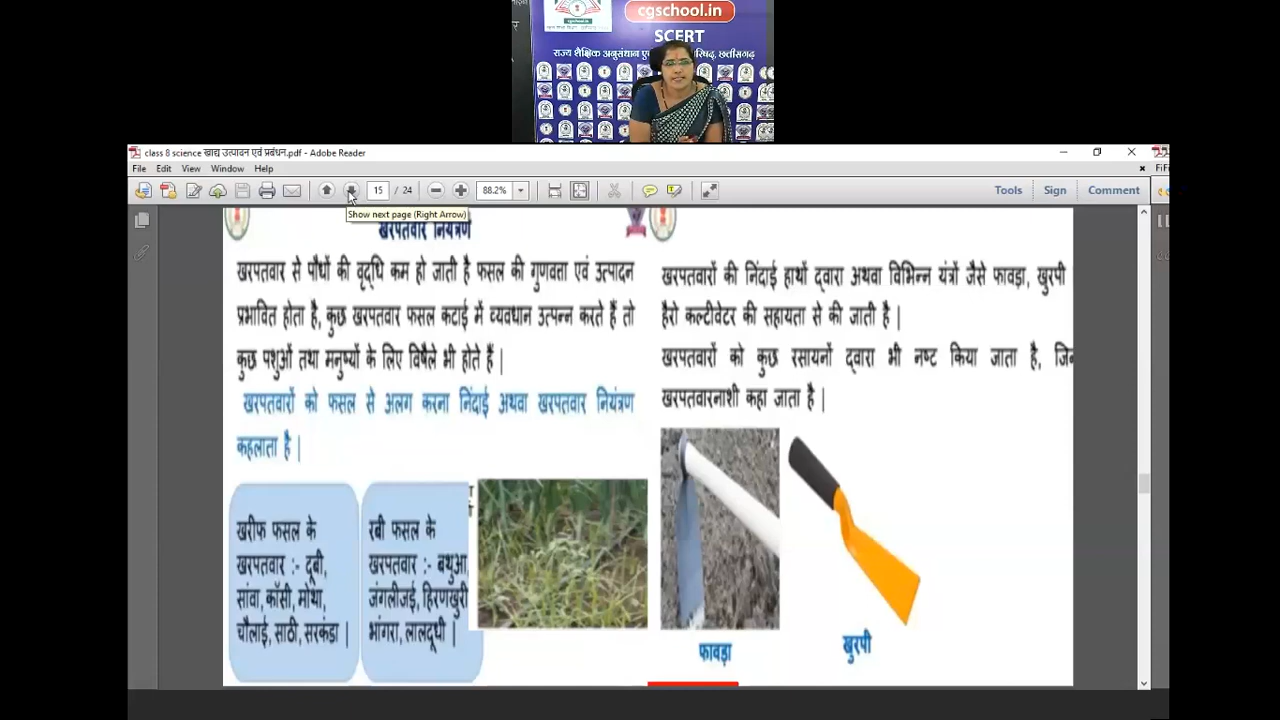 cgschool.in
cgschool.in
SCERT
राज्य शैक्षिक अनुसंधान परिषद, छत्तीसगढ़
class 8 science खाद्य उत्पादन एवं प्रबंधन.pdf - Adobe Reader
File Edit View Window Help
15 / 24 88.2% Tools Sign Comment
Show next page (Right Arrow)
खरपतवार नियंत्रण
खरपतवार से पौधों की वृद्धि कम हो जाती है फसल की गुणवता एवं उत्पादन
प्रभावित होता है, कुछ खरपतवार फसल कटाई में व्यवधान उत्पन्न करते हैं तो
कुछ पशुओं तथा मनुष्यों के लिए विषैले भी होते हैं |
खरपतवारों को फसल से अलग करना निंदाई अथवा खरपतवार नियंत्रण
कहलाता है |
खरीफ फसल के
खरपतवार :- दूबी,
सांवा, काँसी, मोथा,
चौलाई, साठी, सरकंडा |
रबी फसल के
खरपतवार :- बथुआ,
जंगलीजई, हिरणखुरी
भांगरा, लालदूधी |
खरपतवारों की निंदाई हाथों द्वारा अथवा विभिन्न यंत्रों जैसे फावड़ा, खुरपी
हैरो कल्टीवेटर की सहायता से की जाती है |
खरपतवारों को कुछ रसायनों द्वारा भी नष्ट किया जाता है,
खरपतवारनाशी कहा जाता है |
फावड़ा
खुरपी